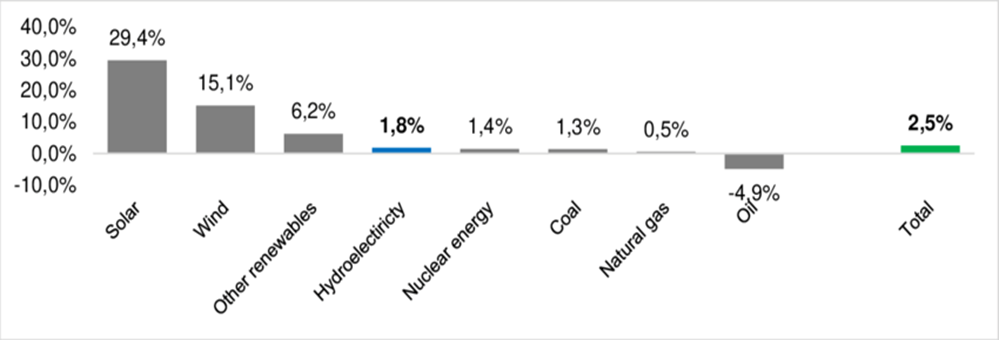 40,0%
30,0%
20,0%
10,0%
0,0%
-10,0%
29,4%
15,1%
6,2%
1,8%
1,4%
1,3%
0,5%
-4,9%
2,5%
Solar
Wind
Other renewables
Hydroelectiricty
Nuclear energy
Coal
Natural gas
Oil
Total